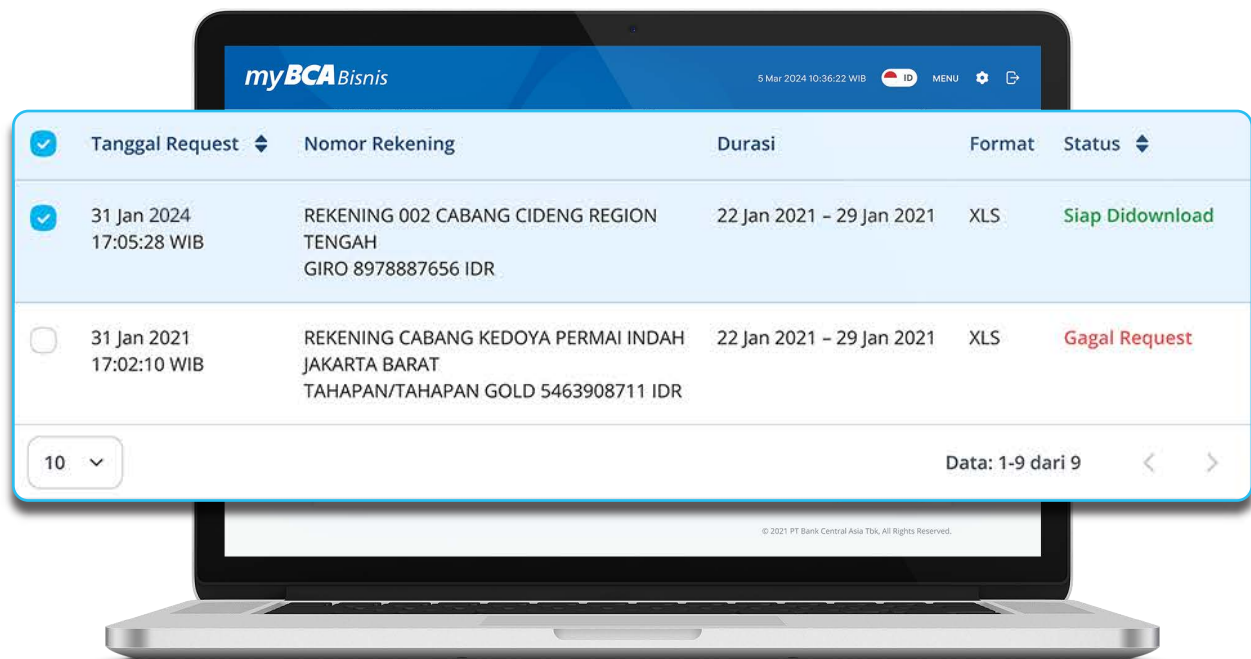 myBCA Bisnis
5 Mar 2024 10:36:22 WIB ID MENU
Tanggal Request Nomor Rekening Durasi Format Status
31 Jan 2024 REKENING 002 CABANG CIDENG REGION 22 Jan 2021 – 29 Jan 2021 XLS Siap Didownload
17:05:28 WIB TENGAH
GIRO 8978887656 IDR
31 Jan 2021 REKENING CABANG KEDOYA PERMAI INDAH 22 Jan 2021 – 29 Jan 2021 XLS Gagal Request
17:02:10 WIB JAKARTA BARAT
TAHAPAN/TAHAPAN GOLD 5463908711 IDR
10 Data: 1-9 dari 9
© 2021 PT Bank Central Asia Tbk, All Rights Reserved.